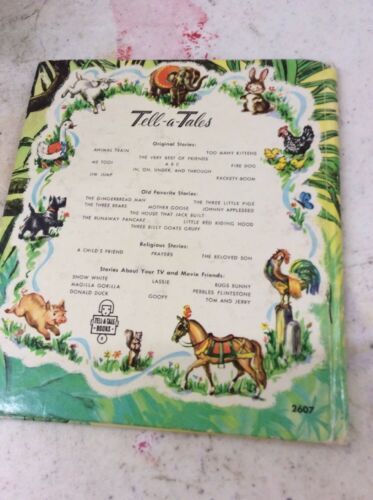 Tell-a-Tales
Original Stories:
ANIMAL TRAIN TOO MANY KITTENS
THE VERY BEST OF FRIENDS
ME TOO! A B C FIRE DOG
IN, ON, UNDER, AND THROUGH
JIM JUMP RACKETY-BOOM
Old Favorite Stories:
THE GINGERBREAD MAN THE THREE LITTLE PIGS
THE THREE BEARS MOTHER GOOSE JOHNNY APPLESEED
THE HOUSE THAT JACK BUILT
THE RUNAWAY PANCAKE LITTLE RED RIDING HOOD
THREE BILLY GOATS GRUFF
Religious Stories:
A CHILD'S FRIEND PRAYERS THE BELOVED SON
Stories About Your TV and Movie Friends:
SNOW WHITE LASSIE BUGS BUNNY
MAGILLA GORILLA PEBBLES FLINTSTONE
DONALD DUCK GOOFY TOM AND JERRY
TELL-A-TALE
BOOKS
2607